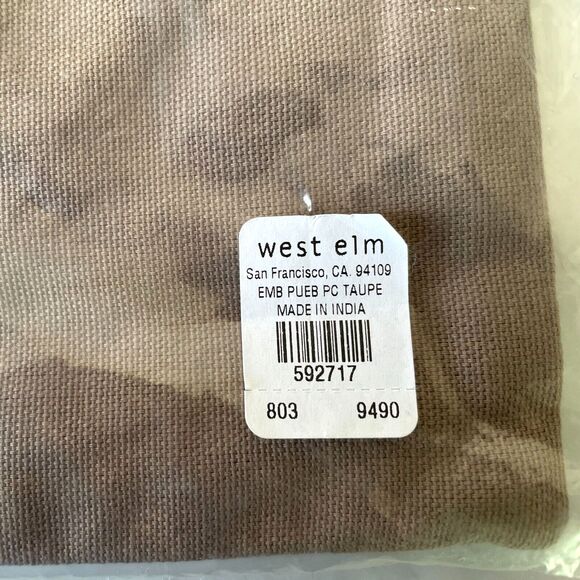 west elm
San Francisco, CA. 94109
EMB PUEB PC TAUPE
MADE IN INDIA
592717
803 9490